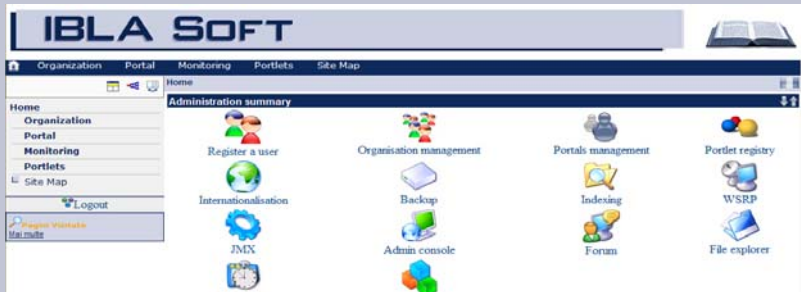 IBLA SOFT
Organization Portal Monitoring Portlets Site Map
Home
Administration summary
Home
Organization
Portal
Monitoring
Portlets
Site Map
Logout
Pagini Vizitate
Mai multe
Register a user Organisation management Portals management Portlet registry
Internationalisation Backup Indexing WSRP
JMX Admin console Forum File explorer